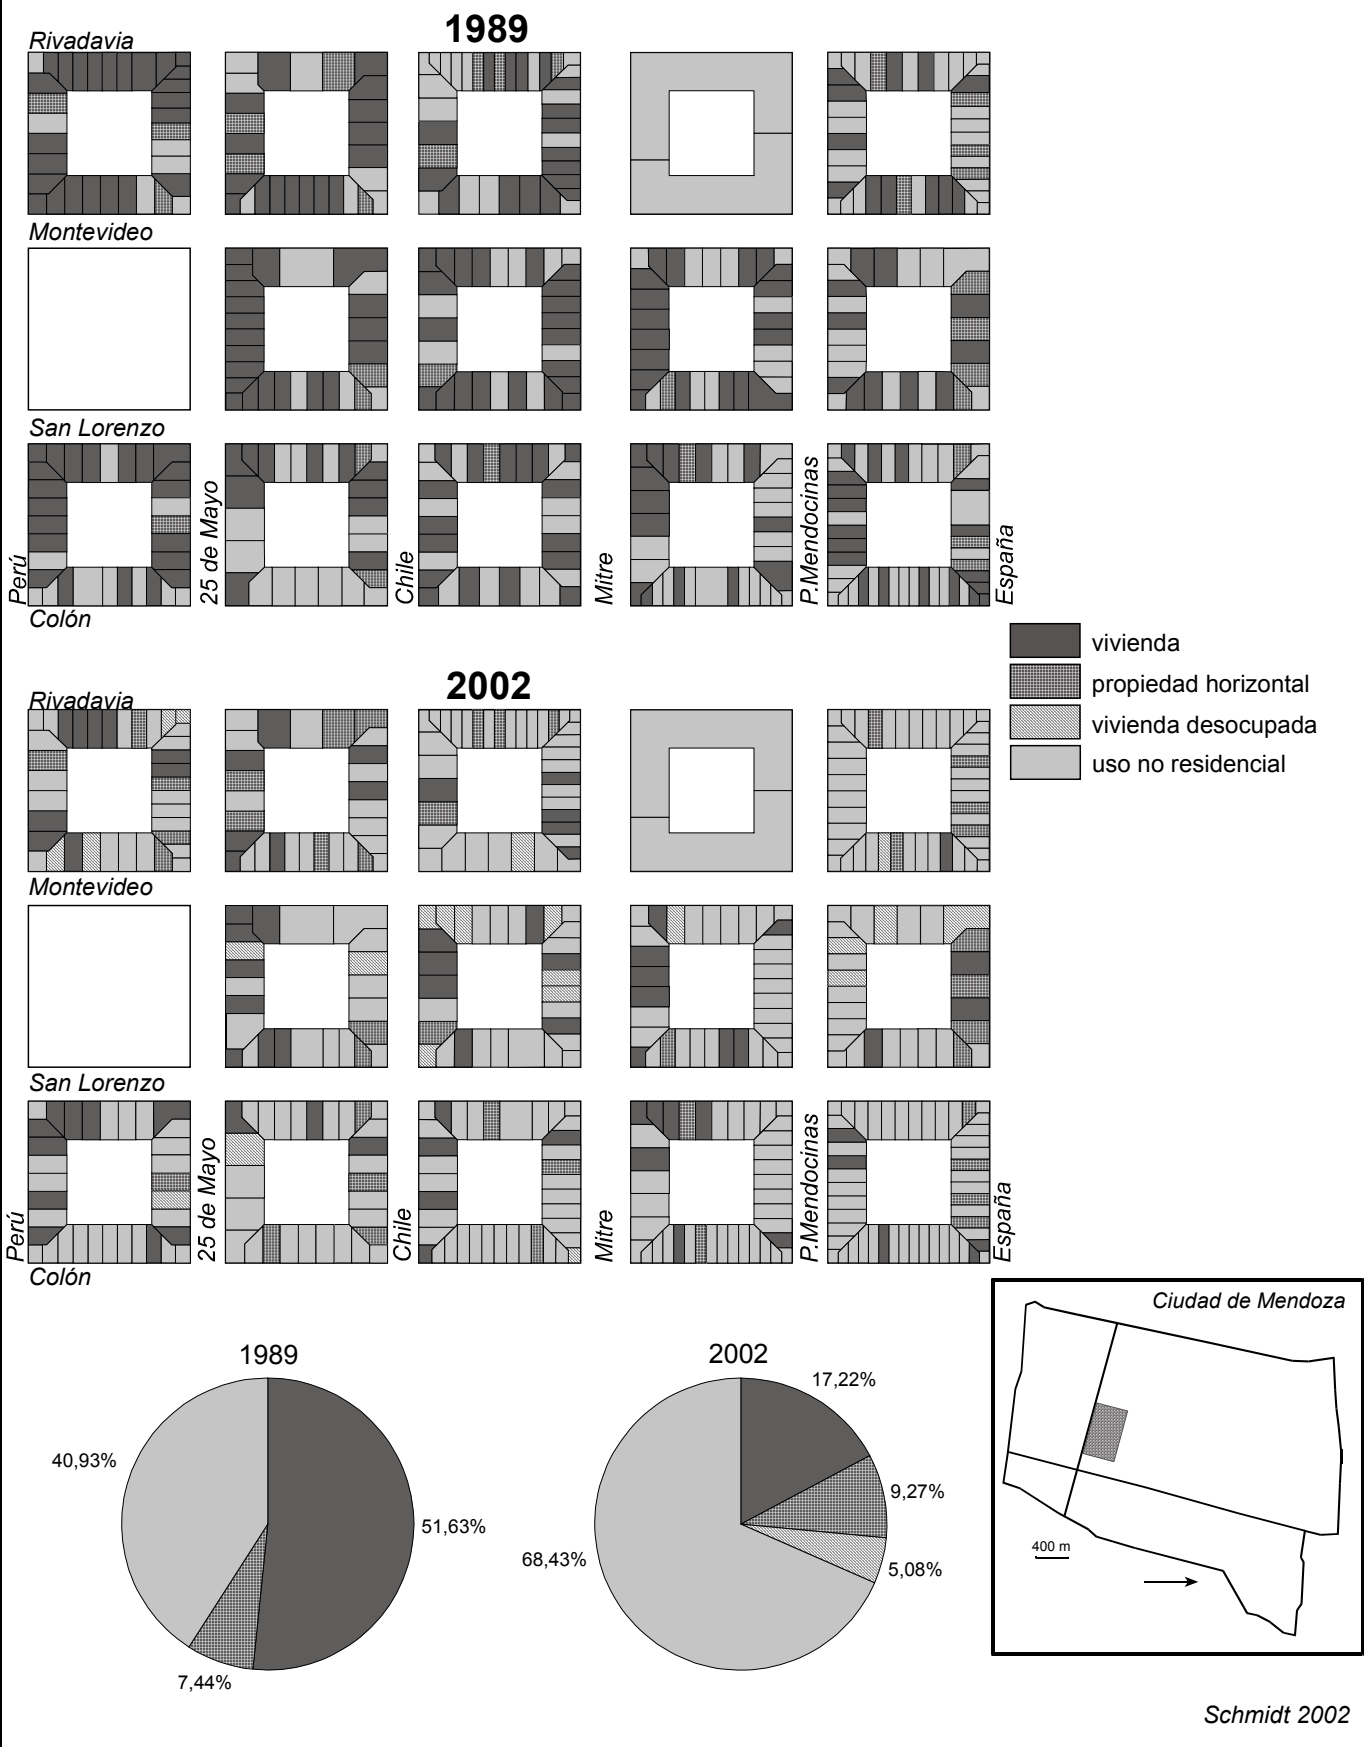 1989
Rivadavia
Montevideo
San Lorenzo
Perú
25 de Mayo
Chile
Mitre
P.Mendocinas
España
Colón
vivienda
propiedad horizontal
vivienda desocupada
uso no residencial
2002
Rivadavia
Montevideo
San Lorenzo
Perú
25 de Mayo
Chile
Mitre
P.Mendocinas
España
Colón
1989
40,93%
51,63%
7,44%
2002
17,22%
9,27%
5,08%
68,43%
Ciudad de Mendoza
400 m
Schmidt 2002